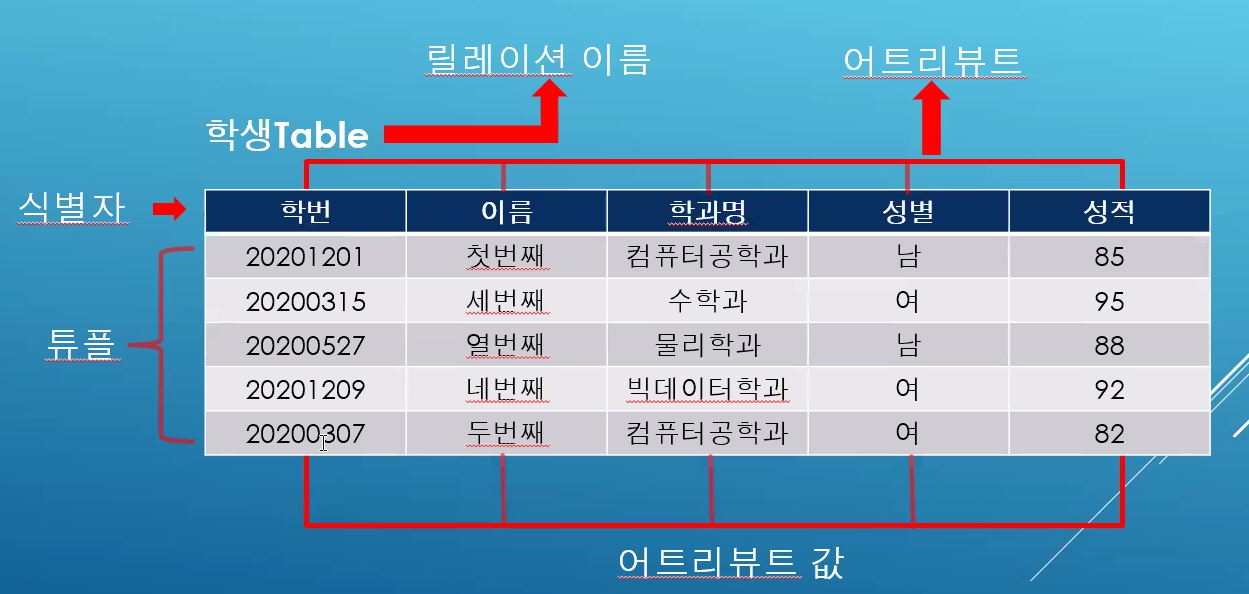 릴레이션 이름
어트리뷰트
학생Table
식별자
학번 이름 학과명 성별 성적
20201201 첫번째 컴퓨터공학과 남 85
20200315 세번째 수학과 여 95
튜플
20200527 열번째 물리학과 남 88
20201209 네번째 빅데이터학과 여 92
20200307 두번째 컴퓨터공학과 여 82
어트리뷰트 값